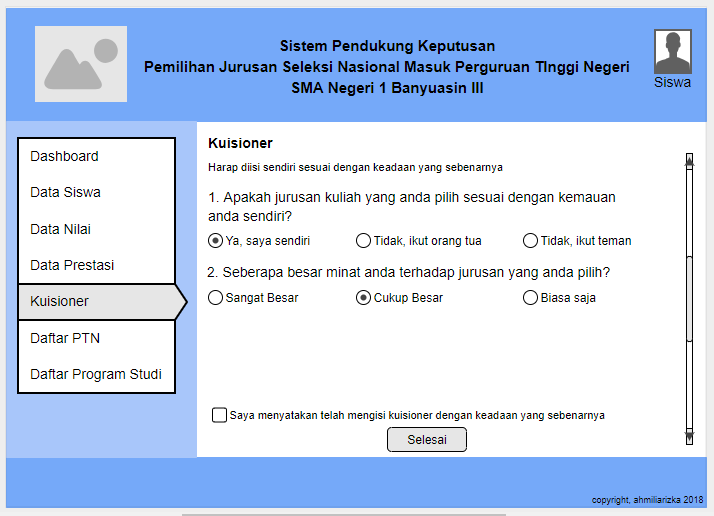 Sistem Pendukung Keputusan
Pemilihan Jurusan Seleksi Nasional Masuk Perguruan TInggi Negeri
SMA Negeri 1 Banyuasin III
Siswa
Dashboard
Data Siswa
Data Nilai
Data Prestasi
Kuisioner
Daftar PTN
Daftar Program Studi
Kuisioner
Harap diisi sendiri sesuai dengan keadaan yang sebenarnya
1. Apakah jurusan kuliah yang anda pilih sesuai dengan kemauan
anda sendiri?
Ya, saya sendiri Tidak, ikut orang tua Tidak, ikut teman
2. Seberapa besar minat anda terhadap jurusan yang anda pilih?
Sangat Besar Cukup Besar Biasa saja
Saya menyatakan telah mengisi kuisioner dengan keadaan yang sebenarnya
Selesai
copyright, ahmiliarizka 2018